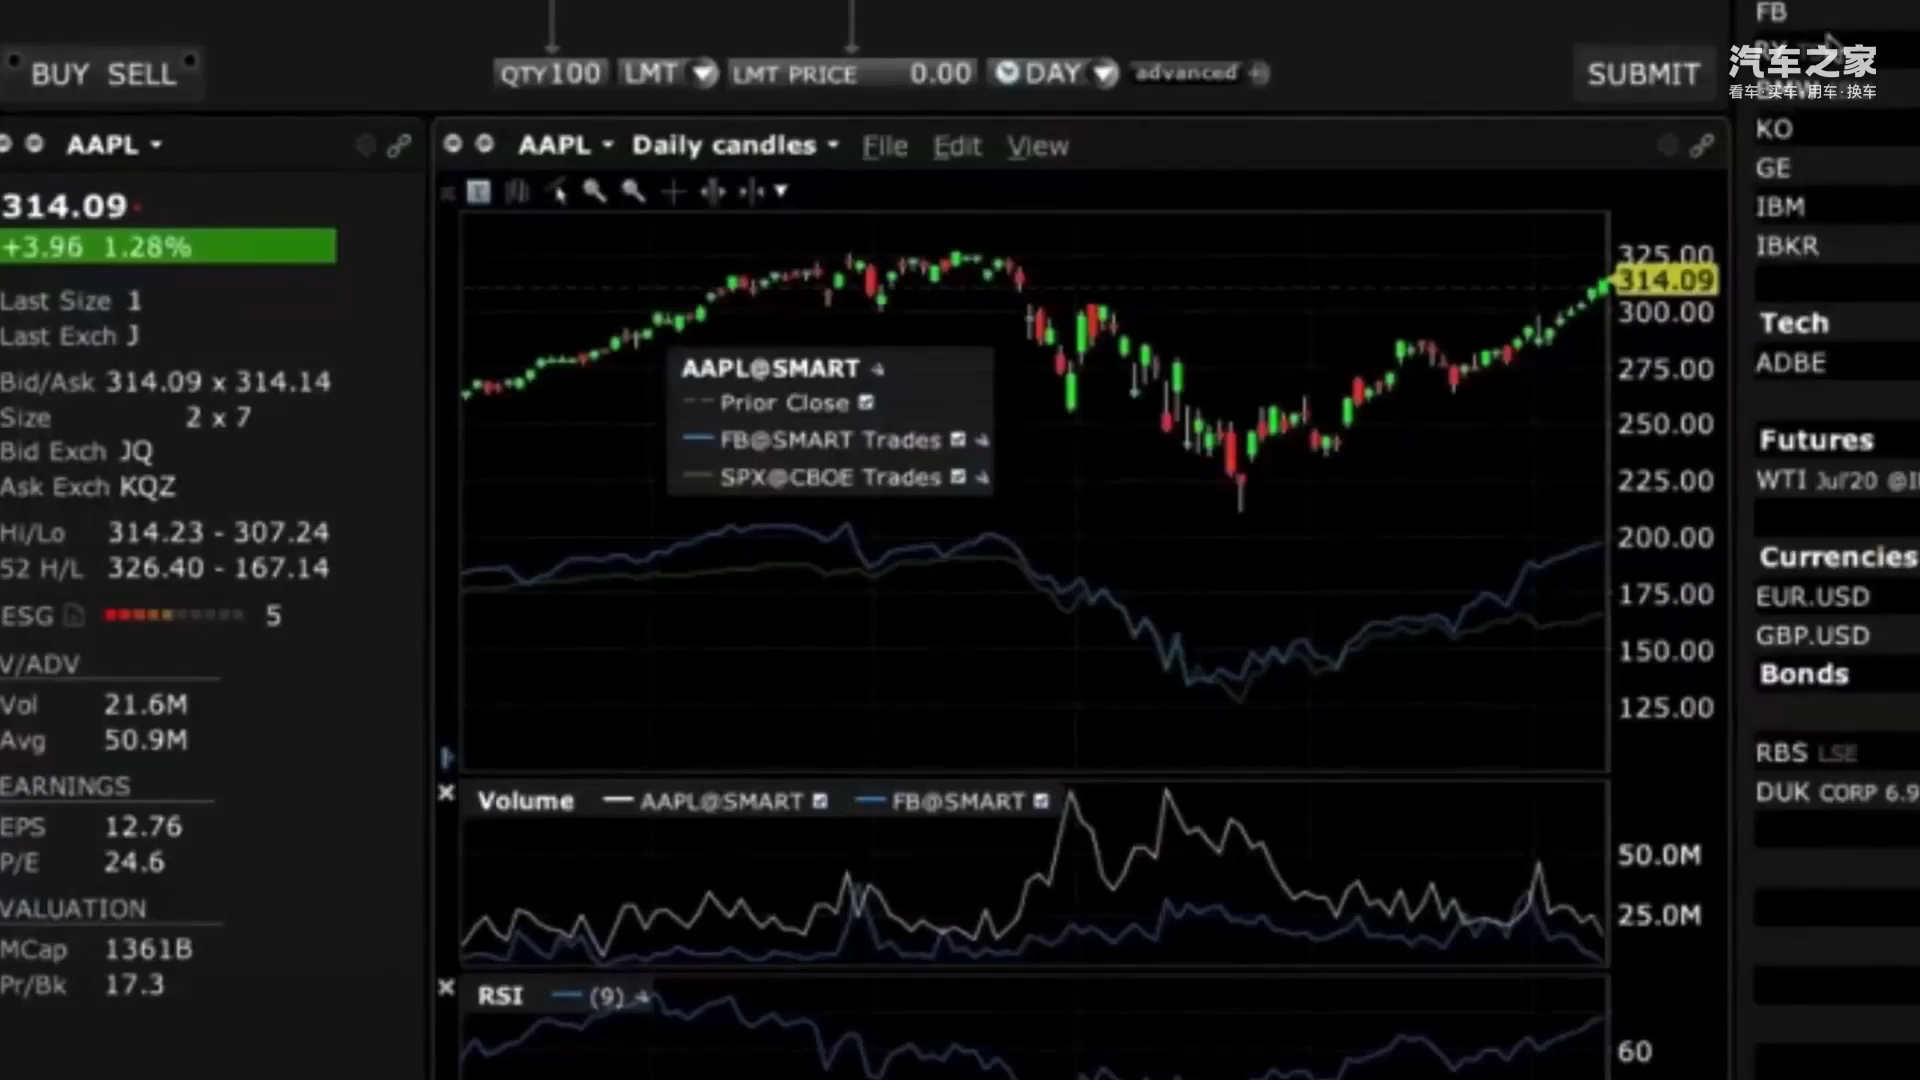 BUY SELL
QTY 100 LMT LMT PRICE 0.00 DAY advanced
SUBMIT
汽车之家
看车·买车·用车·换车
AAPL
314.09
+3.96 1.28%
Last Size 1
Last Exch J
Bid/Ask 314.09 x 314.14
Size 2 x 7
Bid Exch JQ
Ask Exch KQZ
Hi/Lo 314.23 - 307.24
52 H/L 326.40 - 167.14
ESG 5
V/ADV
Vol 21.6M
Avg 50.9M
EARNINGS
EPS 12.76
P/E 24.6
VALUATION
MCap 1361B
Pr/Bk 17.3
AAPL Daily candles File Edit View
AAPL@SMART
Prior Close
FB@SMART Trades
SPX@CBOE Trades
325.00
314.09
300.00
275.00
250.00
225.00
200.00
175.00
150.00
125.00
Volume AAPL@SMART FB@SMART
50.0M
25.0M
RSI (9)
60
FB
KO
GE
IBM
IBKR
Tech
ADBE
Futures
WTI Jul'20
Currencies
EUR.USD
GBP.USD
Bonds
RBS LSE
DUK CORP 6.9